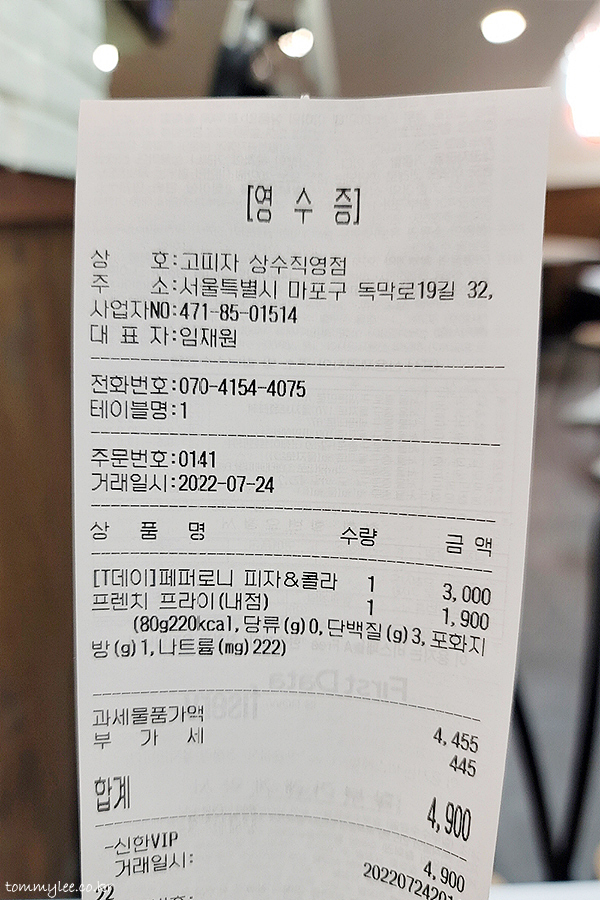 [영 수 증]
상 호:고피자 상수직영점
주 소:서울특별시 마포구 독막로19길 32,
사업자NO:471-85-01514
대 표 자:임재원
전화번호:070-4154-4075
테이블명:1
주문번호:0141
거래일시:2022-07-24
상 품 명 수량 금 액
[T데이]페퍼로니 피자&콜라 1 3,000
프렌치 프라이(내점) 1 1,900
(80g220kcal,당류(g)0,단백질(g)3,포화지
방(g)1,나트륨(mg)222)
과세물품가액 4,455
부 가 세 445
합계 4,900
-신한VIP 4,900
거래일시: 2022072420
tommylee.co.kr